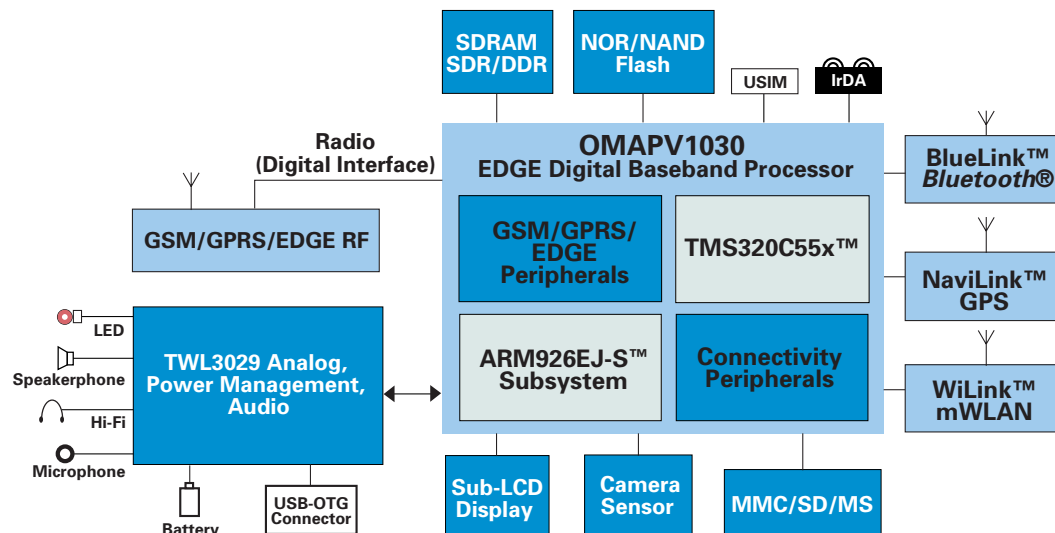 SDRAM
SDR/DDR
NOR/NAND
Flash
USIM
IrDA
Radio
(Digital Interface)
OMAPV1030
EDGE Digital Baseband Processor
BlueLink™
Bluetooth®
GSM/GPRS/EDGE RF
GSM/GPRS/
EDGE
Peripherals
TMS320C55x™
NaviLink™
GPS
LED
Speakerphone
Hi-Fi
Microphone
TWL3029 Analog,
Power Management,
Audio
ARM926EJ-S™
Subsystem
Connectivity
Peripherals
WiLink™
mWLAN
Battery
USB-OTG
Connector
Sub-LCD
Display
Camera
Sensor
MMC/SD/MS